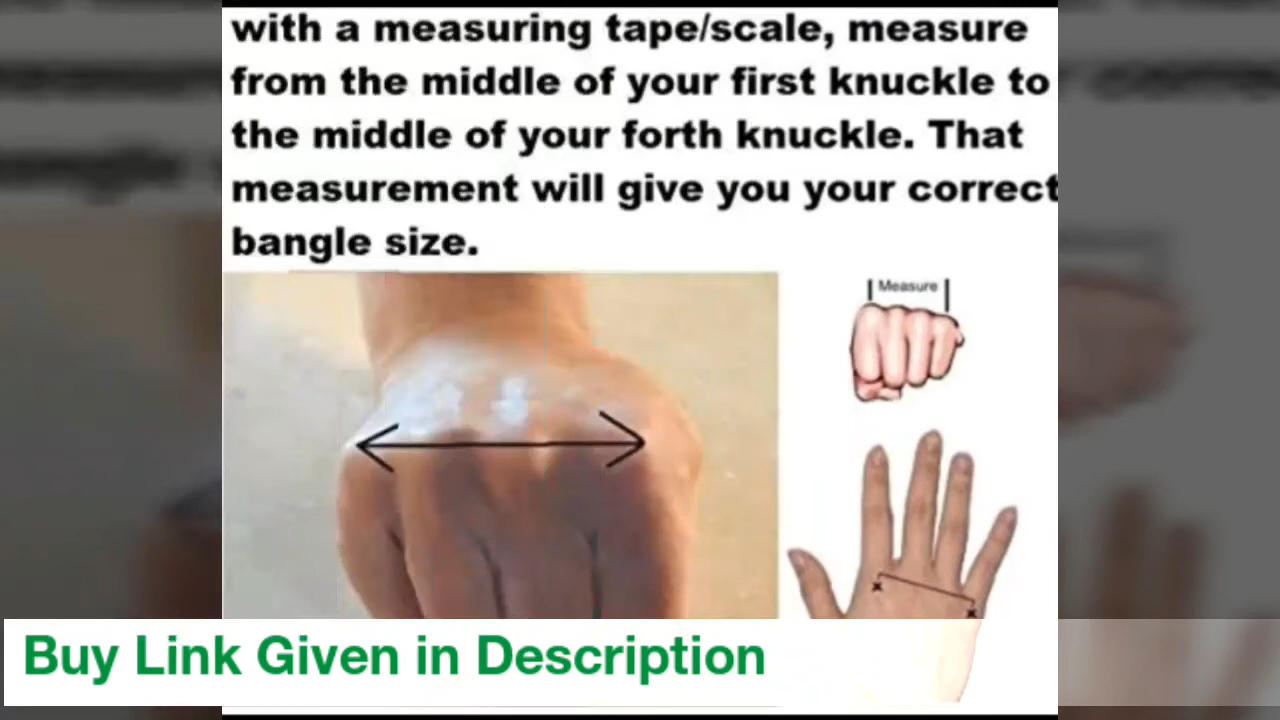 with a measuring tape/scale, measure
from the middle of your first knuckle to
the middle of your forth knuckle. That
measurement will give you your correct
bangle size.
Measure
Buy Link Given in Description